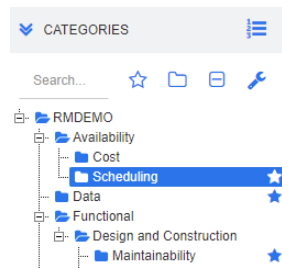 CATEGORIES
Search...
RMDEMO
Availability
Cost
Scheduling
Data
Functional
Design and Construction
Maintainability